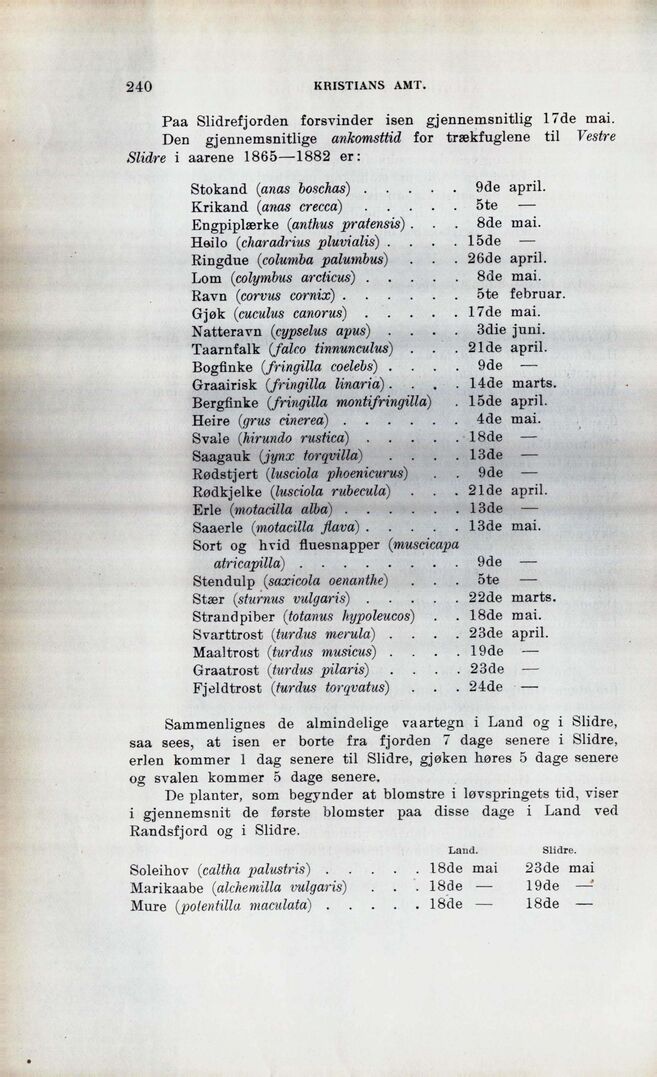 240 KRISTIANS AMT.
Paa Slidrefjorden forsvinder isen gjennemsnitlig 17de mai.
Den gjennemsnitlige ankomsttid for trækfuglene til Vestre
Slidre i aarene 1865—1882 er:
Stokand (anas boschas) . . . . . 9de april.
Krikand (anas crecca) . . . . . 5te —
Engpiplærke (anthus pratensis) . . . 8de mai.
Heilo (charadrius pluvialis) . . . . 15de —
Ringdue (columba palumbus) . . . 26de april.
Lom (colymbus arcticus) . . . . . 8de mai.
Ravn (corvus cornix) . . . . . . 5te februar.
Gjøk (cuculus canorus) . . . . . 17de mai.
Natteravn (cypselus apus) . . . . 3die juni.
Taarnfalk (falco tinnunculus) . . . 21de april.
Bogfinke (fringilla coelebs) . . . . 9de —
Graairisk (fringilla linaria) . . . . 14de marts.
Bergfinke (fringilla montifringilla) . 15de april.
Heire (grus cinerea) . . . . . . 4de mai.
Svale (hirundo rustica) . . . . . 18de —
Saagauk (jynx torqvilla) . . . . 13de —
Rødstjert (lusciola phoenicurus) . . 9de —
Rødkjelke (lusciola rubecula) . . . 21de april.
Erle (motacilla alba) . . . . . . 13de —
Saaerle (motacilla flava) . . . . . 13de mai.
Sort og hvid fluesnapper (muscicapa
atricapilla) . . . . . . . . 9de —
Stendulp (saxicola oenanthe) . . . 5te —
Stær (sturnus vulgaris) . . . . . 22de marts.
Strandpiber (totanus hypoleucos) . . 18de mai.
Svarttrost (turdus merula) . . . . 23de april.
Maaltrost (turdus musicus) . . . . 19de —
Graatrost (turdus pilaris) . . . . 23de —
Fjeldtrost (turdus torqvatus) . . . 24de —
Sammenlignes de almindelige vaartegn i Land og i Slidre,
saa sees, at isen er borte fra fjorden 7 dage senere i Slidre,
erlen kommer 1 dag senere til Slidre, gjøken høres 5 dage senere
og svalen kommer 5 dage senere.
De planter, som begynder at blomstre i løvspringets tid, viser
i gjennemsnit de første blomster paa disse dage i Land ved
Randsfjord og i Slidre.
Land. Slidre.
Soleihov (caltha palustris) . . . . . 18de mai 23de mai
Marikaabe (alchemilla vulgaris) . . . 18de — 19de —
Mure (potentilla maculata) . . . . . 18de — 18de —